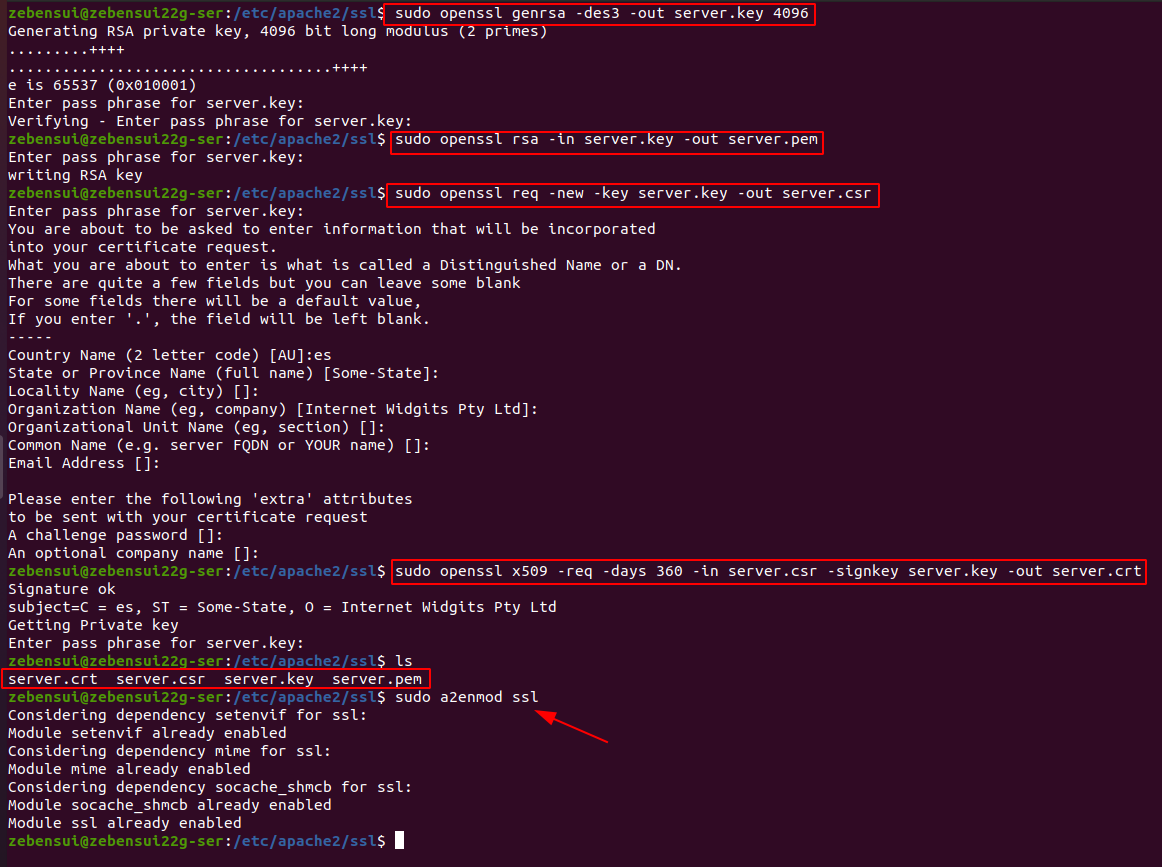 zebensui@zebensui22g-ser:/etc/apache2/ssl$ sudo openssl genrsa -des3 -out server.key 4096
Generating RSA private key, 4096 bit long modulus (2 primes)
.........++++
....................................++++
e is 65537 (0x010001)
Enter pass phrase for server.key:
Verifying - Enter pass phrase for server.key:
zebensui@zebensui22g-ser:/etc/apache2/ssl$ sudo openssl rsa -in server.key -out server.pem
Enter pass phrase for server.key:
writing RSA key
zebensui@zebensui22g-ser:/etc/apache2/ssl$ sudo openssl req -new -key server.key -out server.csr
Enter pass phrase for server.key:
You are about to be asked to enter information that will be incorporated
into your certificate request.
What you are about to enter is what is called a Distinguished Name or a DN.
There are quite a few fields but you can leave some blank
For some fields there will be a default value,
If you enter '.', the field will be left blank.
-----
Country Name (2 letter code) [AU]:es
State or Province Name (full name) [Some-State]:
Locality Name (eg, city) []:
Organization Name (eg, company) [Internet Widgits Pty Ltd]:
Organizational Unit Name (eg, section) []:
Common Name (e.g. server FQDN or YOUR name) []:
Email Address []:
Please enter the following 'extra' attributes
to be sent with your certificate request
A challenge password []:
An optional company name []:
zebensui@zebensui22g-ser:/etc/apache2/ssl$ sudo openssl x509 -req -days 360 -in server.csr -signkey server.key -out server.crt
Signature ok
subject=C = es, ST = Some-State, O = Internet Widgits Pty Ltd
Getting Private key
Enter pass phrase for server.key:
zebensui@zebensui22g-ser:/etc/apache2/ssl$ ls
server.crt  server.csr  server.key  server.pem
zebensui@zebensui22g-ser:/etc/apache2/ssl$ sudo a2enmod ssl
Considering dependency setenvif for ssl:
Module setenvif already enabled
Considering dependency mime for ssl:
Module mime already enabled
Considering dependency socache_shmcb for ssl:
Module socache_shmcb already enabled
Module ssl already enabled
zebensui@zebensui22g-ser:/etc/apache2/ssl$